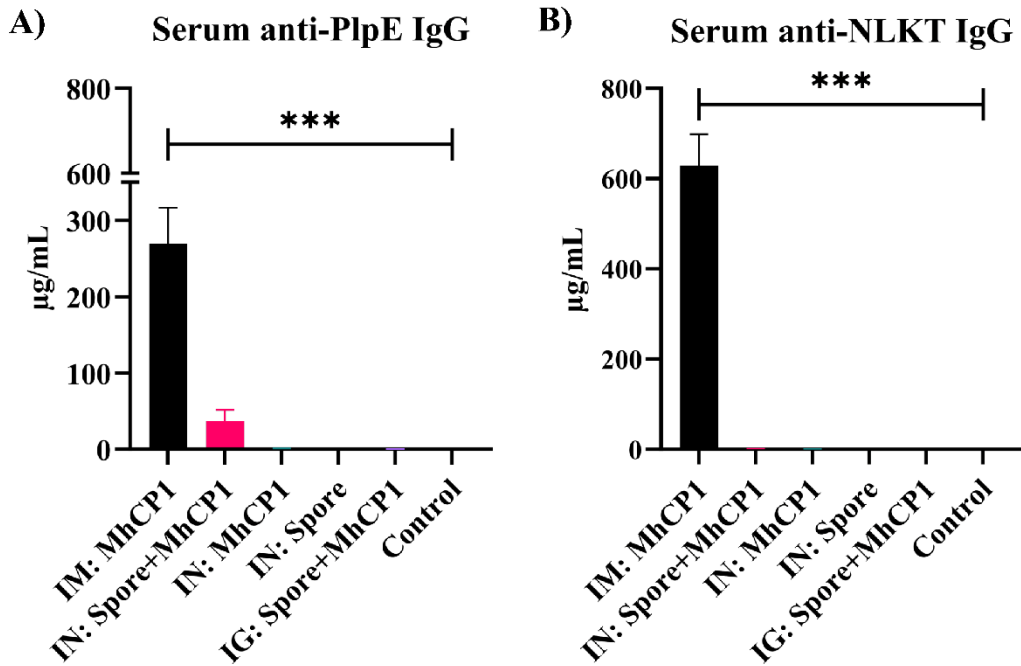 A) Serum anti-PlpE IgG
800
***
600
300
200
100
0
µg/mL
IM: MhCP1
IN: Spore+MhCP1
IN: MhCP1
IN: Spore
IG: Spore+MhCP1
Control
B) Serum anti-NLKT IgG
800
***
600
400
200
0
µg/mL
IM: MhCP1
IN: Spore+MhCP1
IN: MhCP1
IN: Spore
IG: Spore+MhCP1
Control